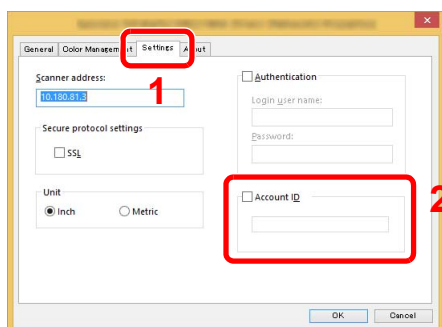 General Color Management Settings About
1
Scanner address:
10.180.81.3
Secure protocol settings
SSL
Unit
Inch Metric
Authentication
Login user name:
Password:
Account ID
2
OK Cancel